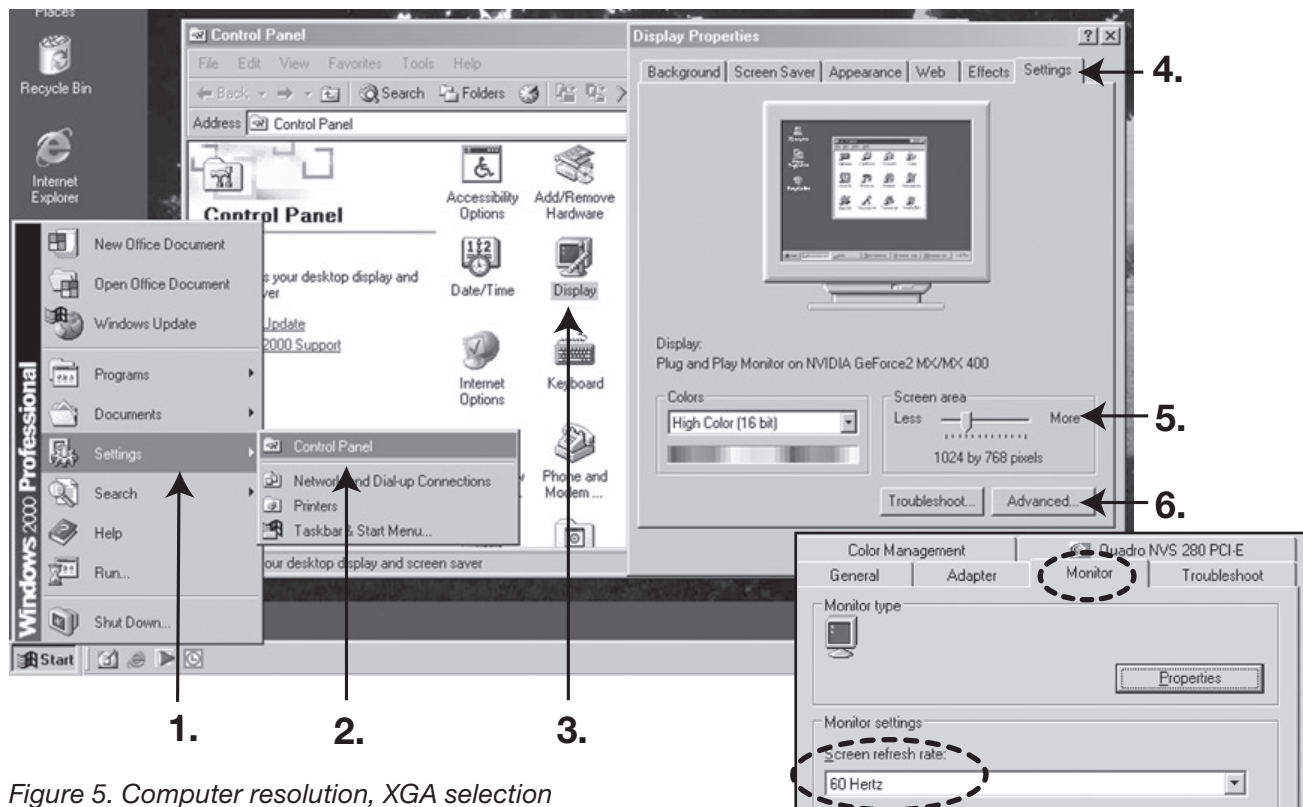 Places
Recycle Bin
Internet
Explorer
Control Panel
File Edit View Favorites Tools Help
Back Search Folders
Address Control Panel
Control Panel
s your desktop display and
ver
Update
2000 Support
Accessibility
Options
Add/Remove
Hardware
Date/Time
Display
Internet
Options
Keyboard
Phone and
Modem ...
our desktop display and screen saver
Windows 2000 Professional
New Office Document
Open Office Document
Windows Update
Programs
Documents
Settings
Search
Help
Run...
Shut Down...
Start
Control Panel
Network and Dial-up Connections
Printers
Taskbar & Start Menu...
Display Properties
Background Screen Saver Appearance Web Effects Settings
4.
Display:
Plug and Play Monitor on NVIDIA GeForce2 MX/MX 400
Colors
High Color (16 bit)
Screen area
Less More
5.
1024 by 768 pixels
Troubleshoot... Advanced...
6.
Color Management Quadro NVS 280 PCI-E
General Adapter Monitor Troubleshoot
Monitor type
Properties
Monitor settings
Screen refresh rate:
60 Hertz
1. 2. 3.
Figure 5. Computer resolution, XGA selection